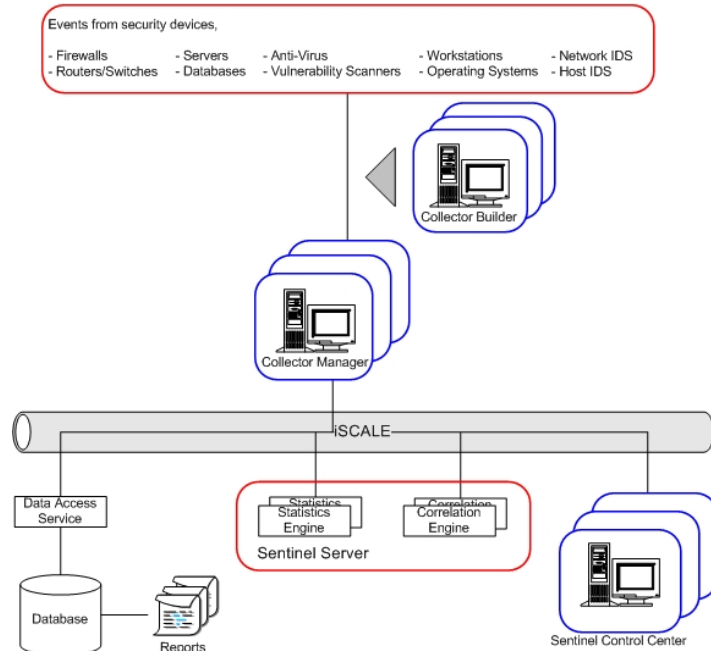 Events from security devices,
- Firewalls - Servers - Anti-Virus - Workstations - Network IDS
- Routers/Switches - Databases - Vulnerability Scanners - Operating Systems - Host IDS
Collector Builder
Collector Manager
iSCALE
Data Access
Service
Statistics
Statistics
Engine
Correlation
Correlation
Engine
Sentinel Server
Database
Reports
Sentinel Control Center